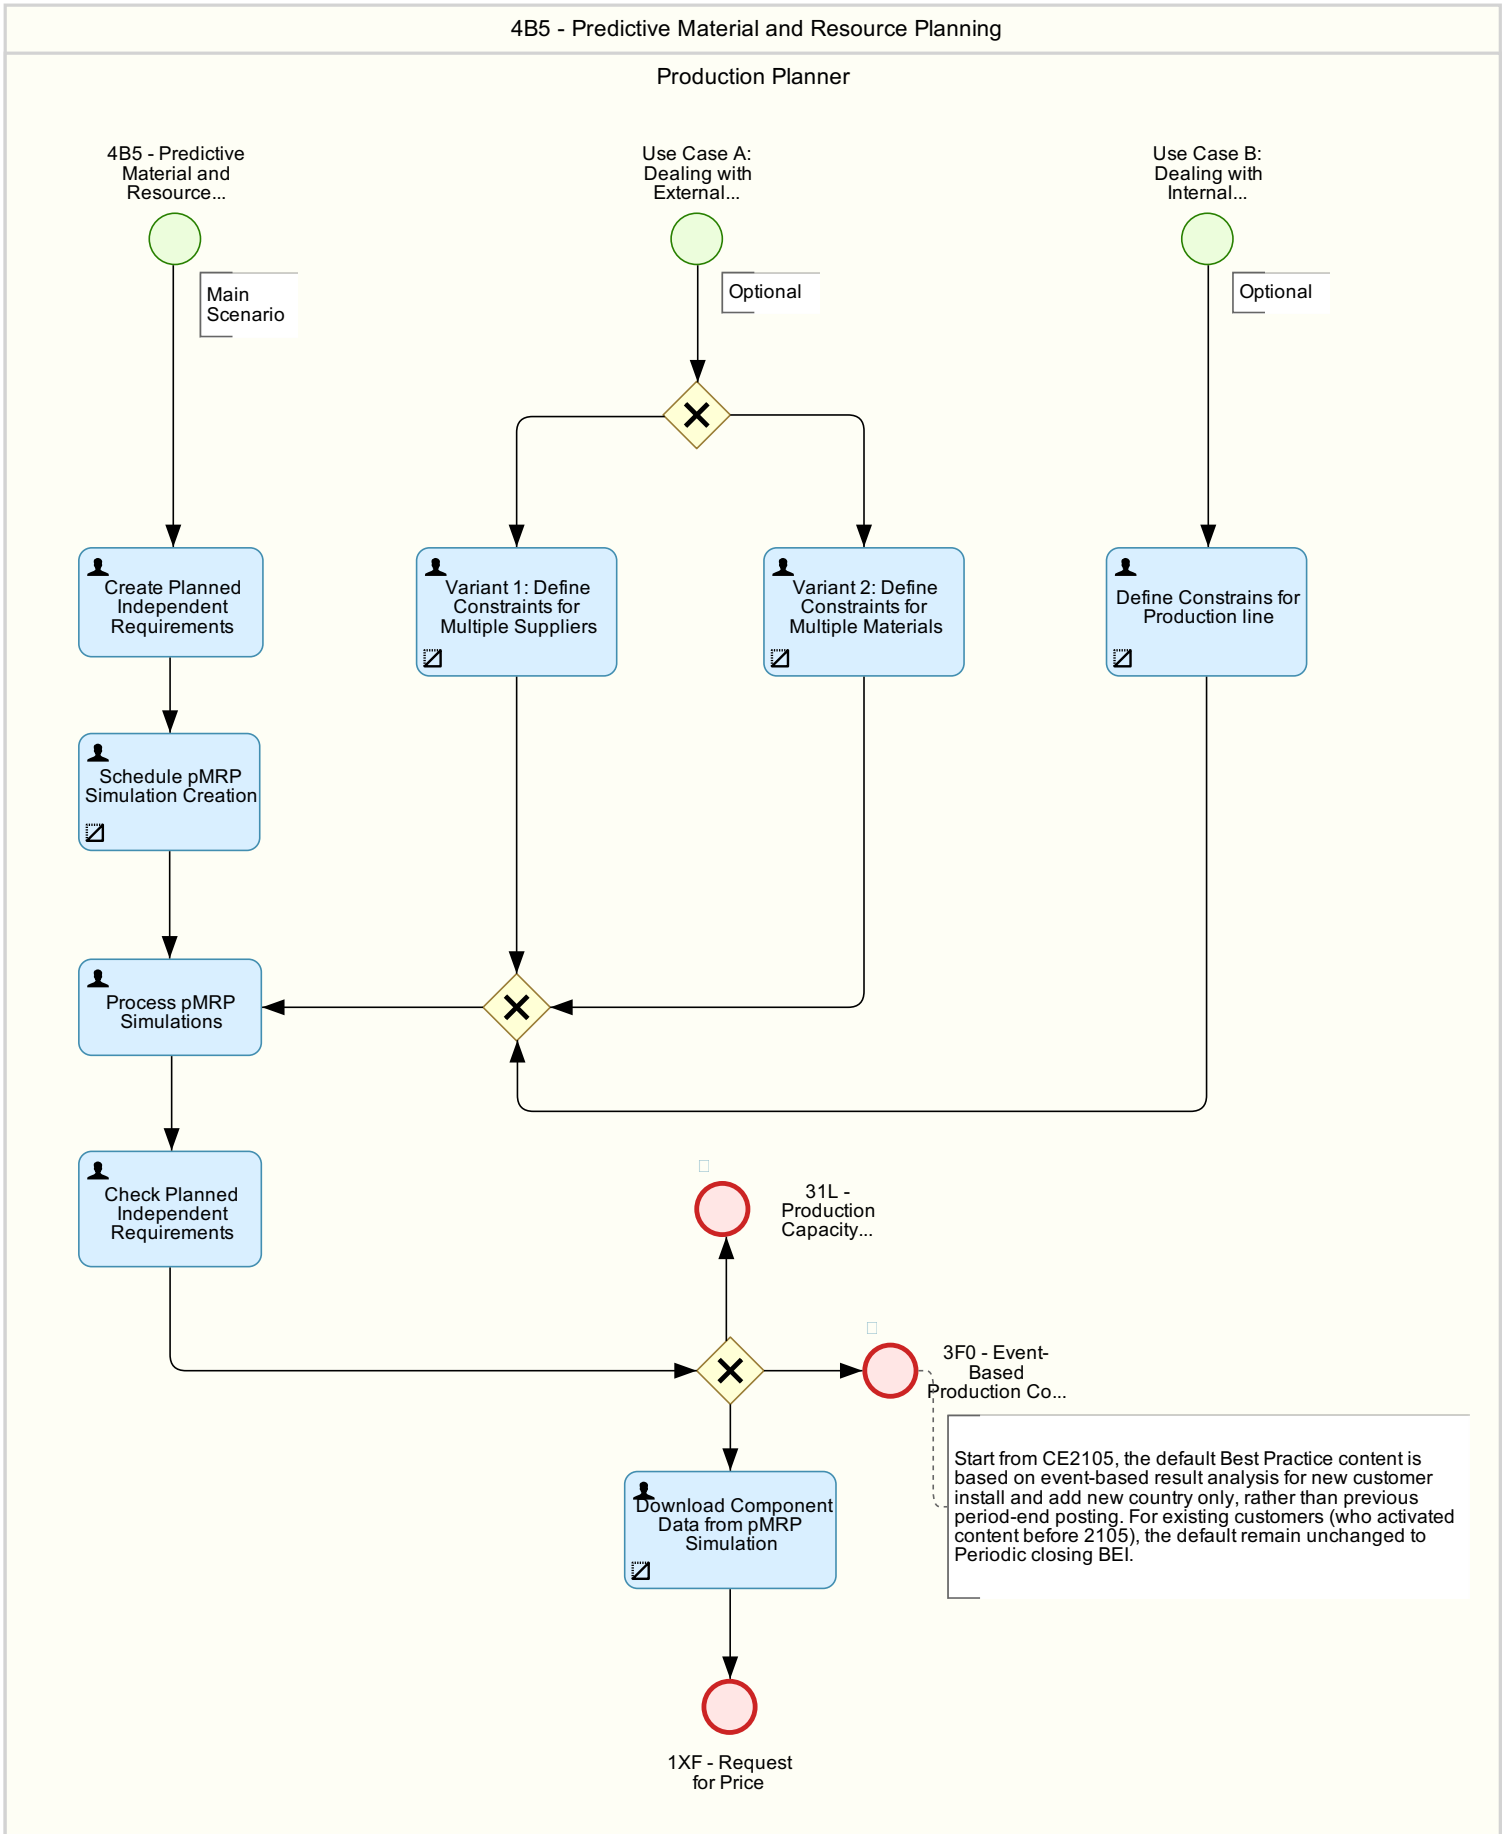 4B5 - Predictive Material and Resource Planning
Production Planner
4B5 - Predictive
Material and
Resource...
Use Case A:
Dealing with
External...
Use Case B:
Dealing with
Internal...
Main
Scenario
Optional
Optional
Create Planned
Independent
Requirements
Variant 1: Define
Constraints for
Multiple Suppliers
Variant 2: Define
Constraints for
Multiple Materials
Define Constrains for
Production line
Schedule pMRP
Simulation Creation
Process pMRP
Simulations
Check Planned
Independent
Requirements
31L -
Production
Capacity...
3F0 - Event-
Based
Production Co...
Start from CE2105, the default Best Practice content is
based on event-based result analysis for new customer
install and add new country only, rather than previous
period-end posting. For existing customers (who activated
content before 2105), the default remain unchanged to
Periodic closing BEI.
Download Component
Data from pMRP
Simulation
1XF - Request
for Price